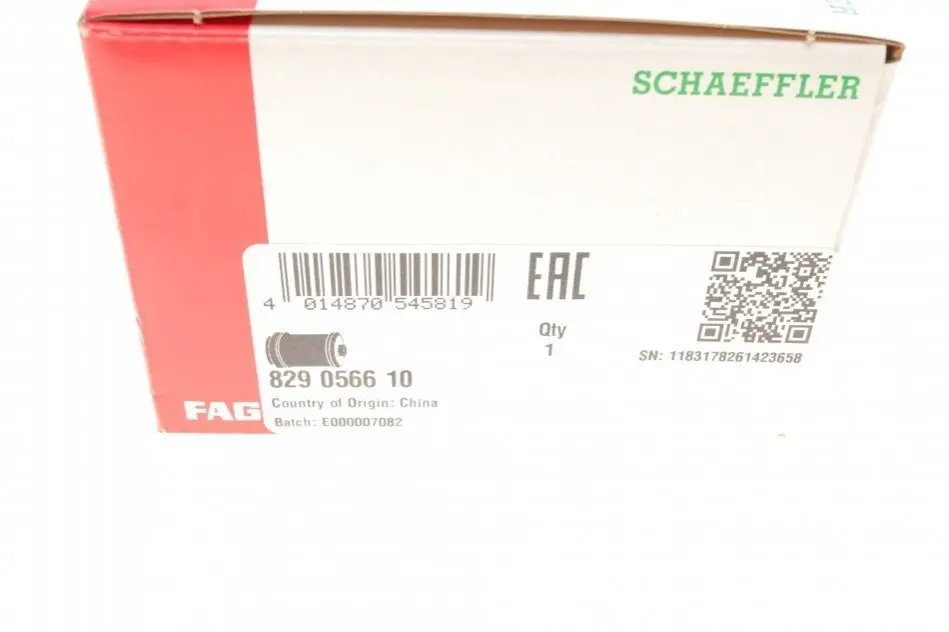 SCHAEFFLER
EAC
4 014870 545819
Qty
1
SN: 1183178261423658
829 0566 10
FAG
Country of Origin: China
Batch: E000007082